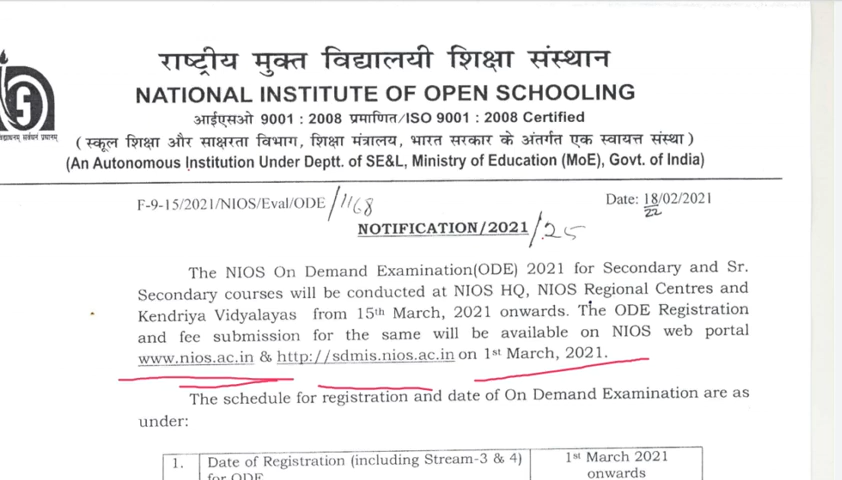 राष्ट्रीय मुक्त विद्यालयी शिक्षा संस्थान
NATIONAL INSTITUTE OF OPEN SCHOOLING
आईएसओ 9001 : 2008 प्रमाणित/ISO 9001 : 2008 Certified
( स्कूल शिक्षा और साक्षरता विभाग, शिक्षा मंत्रालय, भारत सरकार के अंतर्गत एक स्वायत्त संस्था )
(An Autonomous Institution Under Deptt. of SE&L, Ministry of Education (MoE), Govt. of India)
F-9-15/2021/NIOS/Eval/ODE/1168 Date: 18/02/2021
22
NOTIFICATION/2021/25
The NIOS On Demand Examination(ODE) 2021 for Secondary and Sr.
Secondary courses will be conducted at NIOS HQ, NIOS Regional Centres and
Kendriya Vidyalayas from 15th March, 2021 onwards. The ODE Registration
and fee submission for the same will be available on NIOS web portal
www.nios.ac.in & http://sdmis.nios.ac.in on 1st March, 2021.
The schedule for registration and date of On Demand Examination are as
under:
1. Date of Registration (including Stream-3 & 4) 1st March 2021
for ODE onwards